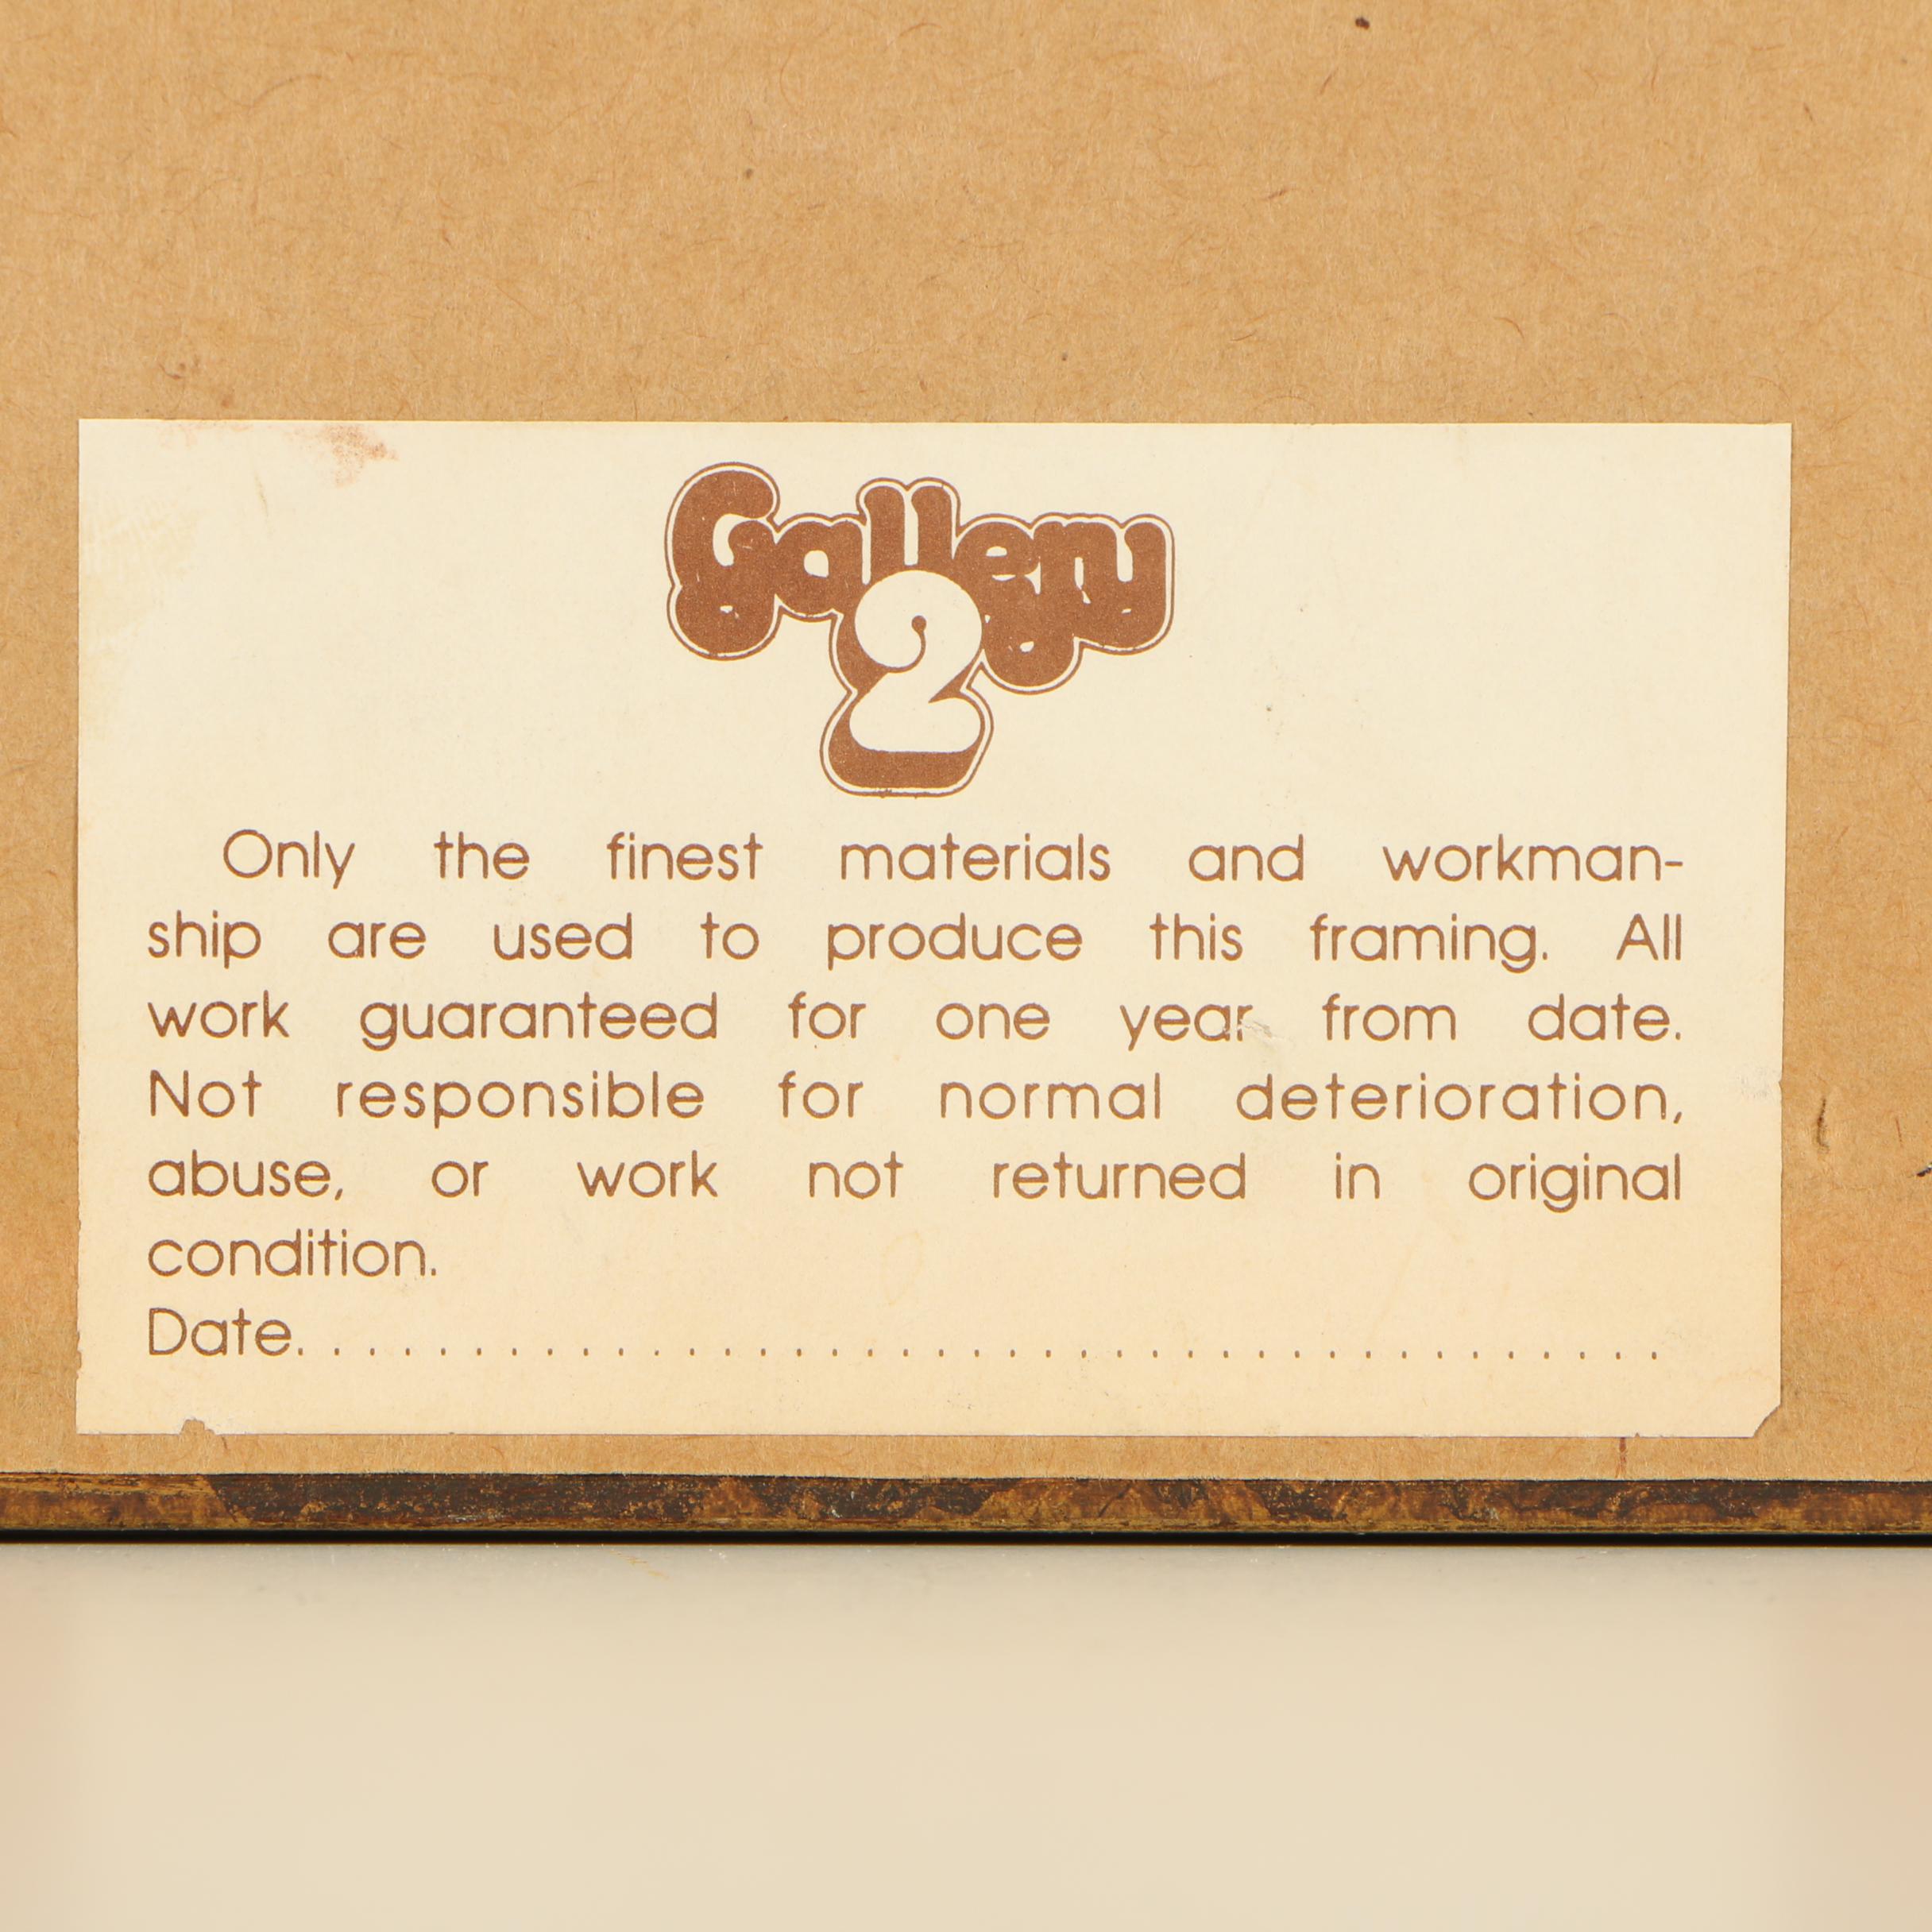 Gallery
2
Only the finest materials and workman-
ship are used to produce this framing. All
work guaranteed for one year from date.
Not responsible for normal deterioration,
abuse, or work not returned in original
condition.
Date.......................................